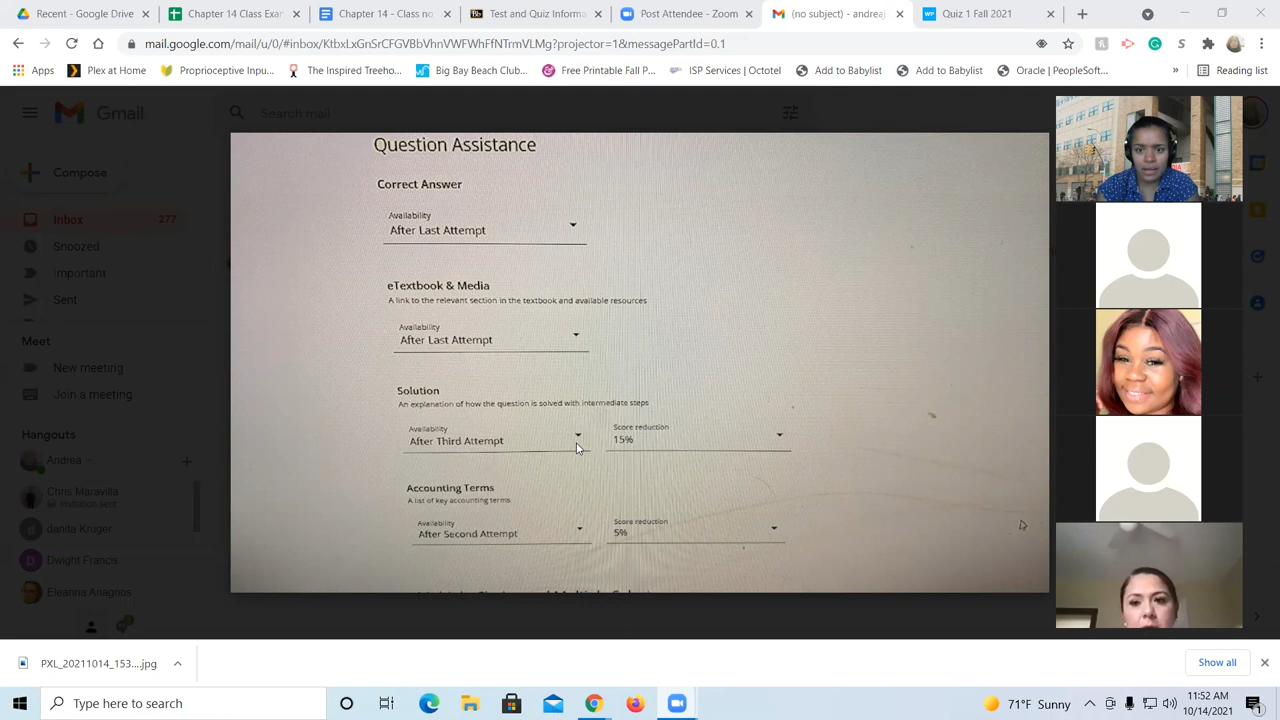 Recent - Google Drive
Chapter 14 Class Exam
Chapter 14 - Class no
Test and Quiz Informa
Post Attendee - Zoom
(no subject) - andreaj
Quiz 1 Fall 2021
mail.google.com/mail/u/0/#inbox/KtbxLxGnSrCFGVBbVhnVWFWhFfNTrmVLMg?projector=1&messagePartId=0.1
Apps
Plex at Home
Proprioceptive Inpu...
The Inspired Treeho...
Big Bay Beach Club...
Free Printable Fall P...
ISP Services | Octotel
Add to Babylist
Add to Babylist
Oracle | PeopleSoft...
»
Reading list
Gmail
Search mail
Compose
Inbox 277
Snoozed
Important
Sent
Meet
New meeting
Join a meeting
Hangouts
Andrea
Chris Maravilla
Invitation sent
danita Kruger
Dwight Francis
Eleanna Anagnos
Question Assistance
Correct Answer
Availability
After Last Attempt
eTextbook & Media
A link to the relevant section in the textbook and available resources
Availability
After Last Attempt
Solution
An explanation of how the question is solved with intermediate steps
Availability
After Third Attempt
Score reduction
15%
Accounting Terms
A list of key accounting terms
Availability
After Second Attempt
Score reduction
5%
PXL_20211014_153....jpg
Show all
Type here to search
71°F Sunny
11:52 AM
10/14/2021
1